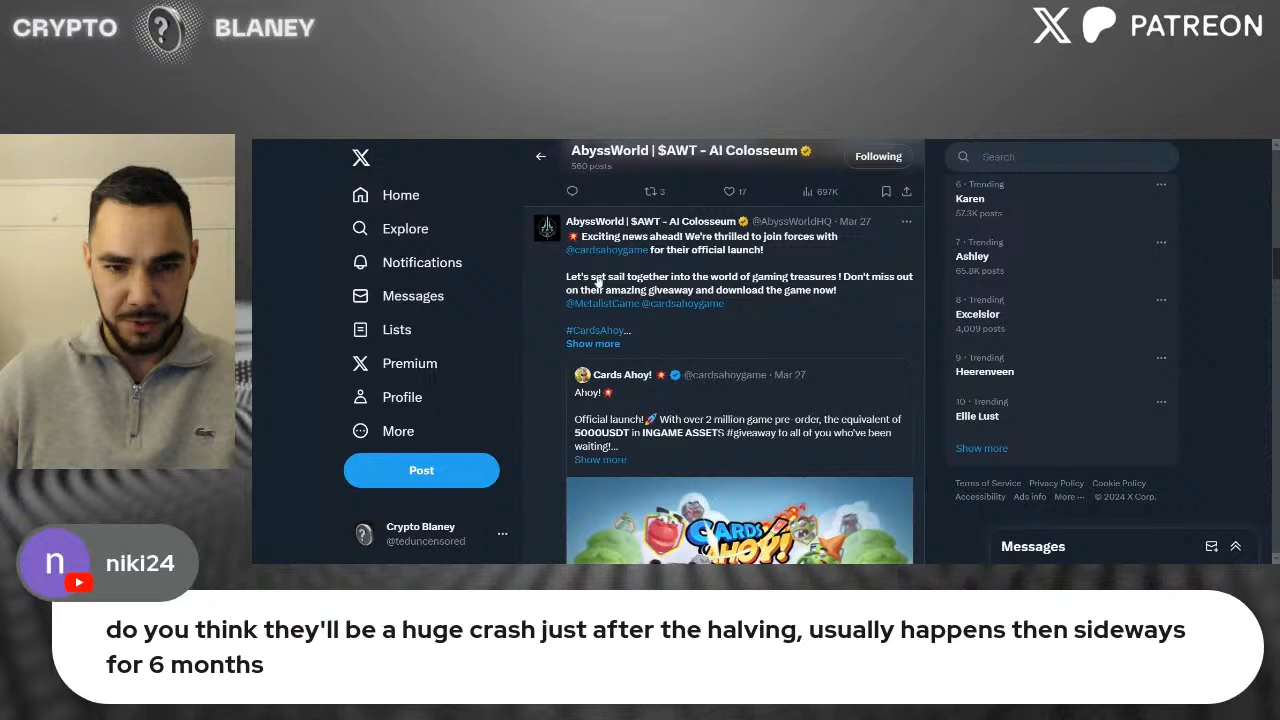 CRYPTO ? BLANEY
X PATREON
AbyssWorld | $AWT - AI Colosseum
560 posts
Following
3 17 697K
AbyssWorld | $AWT - AI Colosseum @AbyssWorldHQ · Mar 27
Exciting news ahead! We're thrilled to join forces with
@cardsahoygame for their official launch!
Let's set sail together into the world of gaming treasures ! Don't miss out
on their amazing giveaway and download the game now!
@MetalistGame @cardsahoygame
#CardsAhoy...
Show more
Cards Ahoy! @cardsahoygame · Mar 27
Ahoy!
Official launch! With over 2 million game pre-order, the equivalent of
5000USDT in INGAME ASSETS #giveaway to all of you who've been
waiting!...
Show more
CARDS
AHOY!
Home
Explore
Notifications
Messages
Lists
Premium
Profile
More
Post
Crypto Blaney
@teduncensored
Search
6 · Trending
Karen
57.3K posts
7 · Trending
Ashley
65.8K posts
8 · Trending
Excelsior
4,009 posts
9 · Trending
Heerenveen
10 · Trending
Ellie Lust
Show more
Terms of Service Privacy Policy Cookie Policy
Accessibility Ads info More ··· © 2024 X Corp.
Messages
n niki24
do you think they'll be a huge crash just after the halving, usually happens then sideways
for 6 months